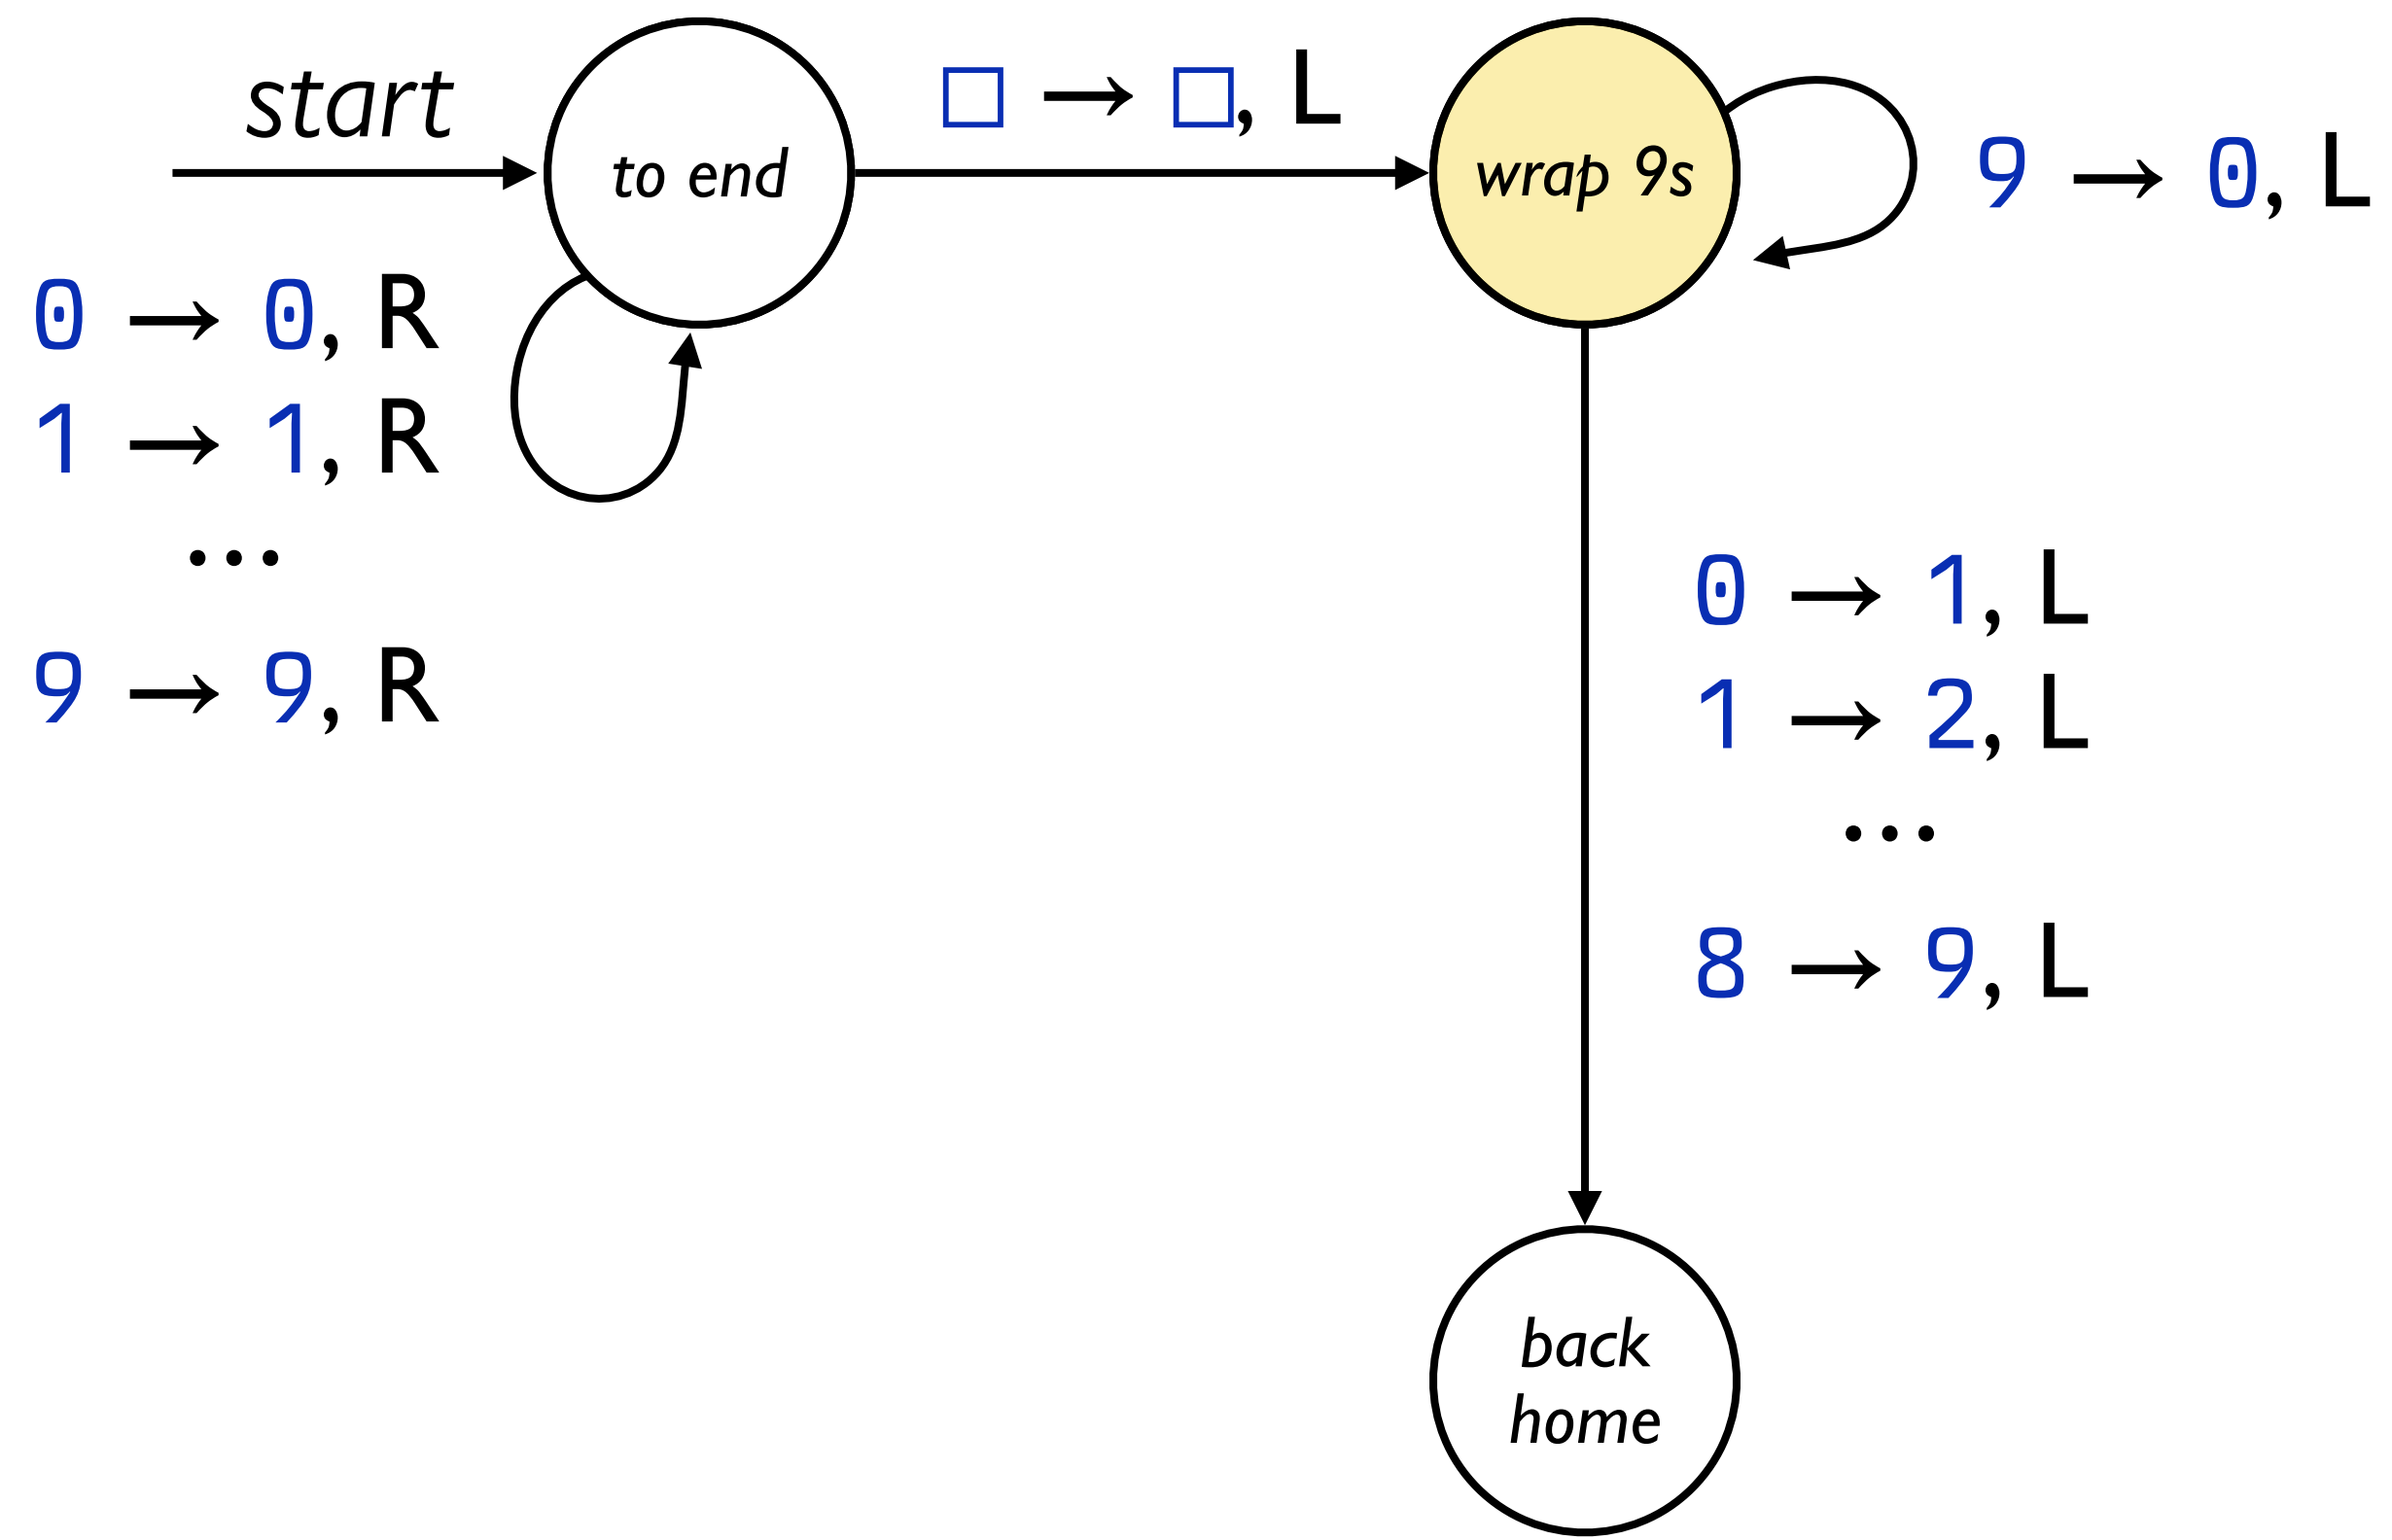 start
□ → □, L
to end
wrap 9s
9 → 0, L
0 → 0, R
1 → 1, R
...
9 → 9, R
0 → 1, L
1 → 2, L
...
8 → 9, L
back
home